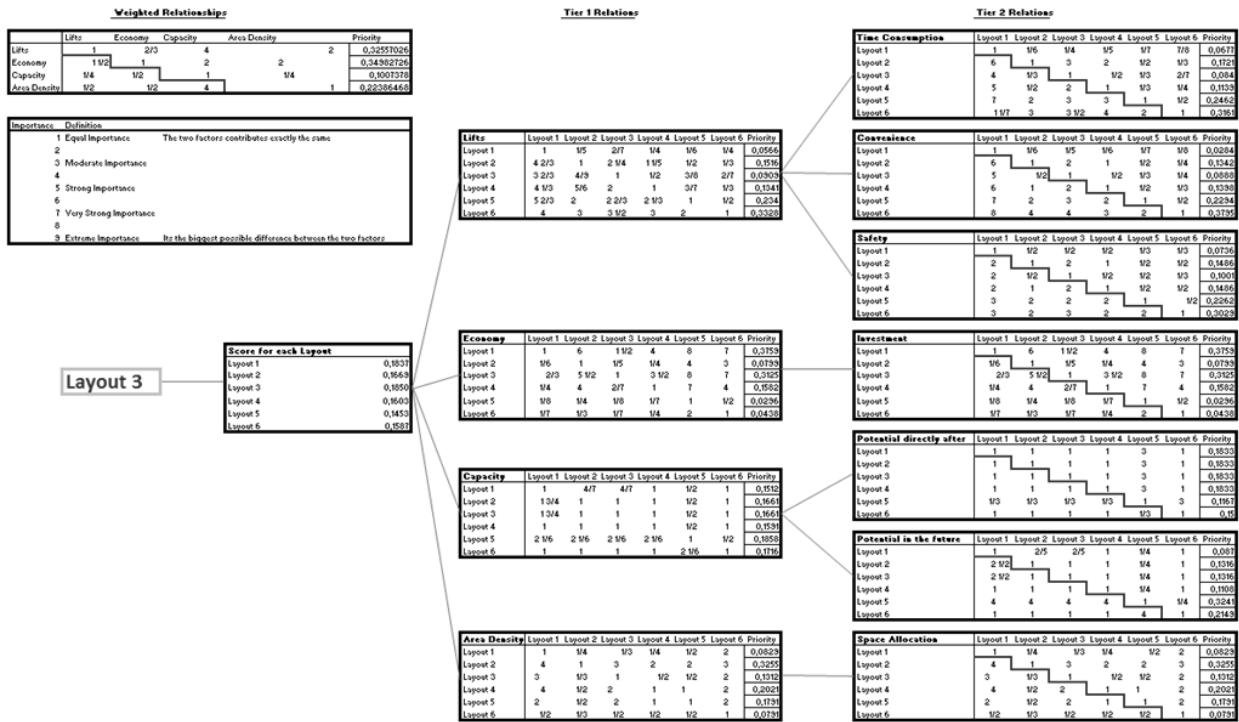 Weighted Relationships
Tier 1 Relations
Tier 2 Relations
Lifts Economy Capacity Area Density Priority
Lifts 1 2/3 4 2 0,32557026
Economy 1 1/2 1 2 2 0,34982726
Capacity 1/4 1/2 1 1/4 0,1007378
Area Density 1/2 1/2 4 1 0,22386468
Importance Definition
1 Equal Importance The two factors contributes exactly the same
2
3 Moderate Importance
4
5 Strong Importance
6
7 Very Strong Importance
8
9 Extreme Importance Its the biggest possible difference between the two factors
Layout 3
Score for each Layout
Layout 1 0,1837
Layout 2 0,1669
Layout 3 0,1850
Layout 4 0,1603
Layout 5 0,1453
Layout 6 0,1587
Lifts Layout 1 Layout 2 Layout 3 Layout 4 Layout 5 Layout 6 Priority
Layout 1 1 1/5 2/7 1/4 1/6 1/4 0,0566
Layout 2 4 2/3 1 2 1/4 1 1/5 1/2 1/3 0,1516
Layout 3 3 2/3 4/9 1 1/2 3/8 2/7 0,0909
Layout 4 4 1/3 5/6 2 1 3/7 1/3 0,1341
Layout 5 5 2/3 2 2 2/3 2 1/3 1 1/2 0,234
Layout 6 4 3 3 1/2 3 2 1 0,3328
Economy Layout 1 Layout 2 Layout 3 Layout 4 Layout 5 Layout 6 Priority
Layout 1 1 6 1 1/2 4 8 7 0,3759
Layout 2 1/6 1 1/5 1/4 4 3 0,0799
Layout 3 2/3 5 1/2 1 3 1/2 8 7 0,3125
Layout 4 1/4 4 2/7 1 7 4 0,1582
Layout 5 1/8 1/4 1/8 1/7 1 1/2 0,0296
Layout 6 1/7 1/3 1/7 1/4 2 1 0,0438
Capacity Layout 1 Layout 2 Layout 3 Layout 4 Layout 5 Layout 6 Priority
Layout 1 1 4/7 4/7 1 1/2 1 0,1512
Layout 2 1 3/4 1 1 1 1/2 1 0,1661
Layout 3 1 3/4 1 1 1 1/2 1 0,1661
Layout 4 1 1 1 1 1/2 1 0,1591
Layout 5 2 1/6 2 1/6 2 1/6 2 1/6 1 1/2 0,1858
Layout 6 1 1 1 1 2 1/6 1 0,1716
Area Density Layout 1 Layout 2 Layout 3 Layout 4 Layout 5 Layout 6 Priority
Layout 1 1 1/4 1/3 1/4 1/2 2 0,0829
Layout 2 4 1 3 2 2 3 0,3255
Layout 3 3 1/3 1 1/2 1/2 2 0,1312
Layout 4 4 1/2 2 1 1 2 0,2021
Layout 5 2 1/2 2 1 1 2 0,1791
Layout 6 1/2 1/3 1/2 1/2 1/2 1 0,0791
Time Consumption Layout 1 Layout 2 Layout 3 Layout 4 Layout 5 Layout 6 Priority
Layout 1 1 1/6 1/4 1/5 1/7 7/8 0,0677
Layout 2 6 1 3 2 1/2 1/3 0,1721
Layout 3 4 1/3 1 1/2 1/3 2/7 0,084
Layout 4 5 1/2 2 1 1/3 1/4 0,1139
Layout 5 7 2 3 3 1 1/2 0,2462
Layout 6 1 1/7 3 3 1/2 4 2 1 0,3161
Convenience Layout 1 Layout 2 Layout 3 Layout 4 Layout 5 Layout 6 Priority
Layout 1 1 1/6 1/5 1/6 1/7 1/8 0,0284
Layout 2 6 1 2 1 1/2 1/4 0,1342
Layout 3 5 1/2 1 1/2 1/3 1/4 0,0888
Layout 4 6 1 2 1 1/2 1/3 0,1398
Layout 5 7 2 3 2 1 1/2 0,2294
Layout 6 8 4 4 3 2 1 0,3795
Safety Layout 1 Layout 2 Layout 3 Layout 4 Layout 5 Layout 6 Priority
Layout 1 1 1/2 1/2 1/2 1/3 1/3 0,0736
Layout 2 2 1 2 1 1/2 1/2 0,1486
Layout 3 2 1/2 1 1/2 1/2 1/3 0,1001
Layout 4 2 1 2 1 1/2 1/2 0,1486
Layout 5 3 2 2 2 1 1/2 0,2262
Layout 6 3 2 3 2 2 1 0,3029
Investment Layout 1 Layout 2 Layout 3 Layout 4 Layout 5 Layout 6 Priority
Layout 1 1 6 1 1/2 4 8 7 0,3759
Layout 2 1/6 1 1/5 1/4 4 3 0,0799
Layout 3 2/3 5 1/2 1 3 1/2 8 7 0,3125
Layout 4 1/4 4 2/7 1 7 4 0,1582
Layout 5 1/8 1/4 1/8 1/7 1 1/2 0,0296
Layout 6 1/7 1/3 1/7 1/4 2 1 0,0438
Potential directly after Layout 1 Layout 2 Layout 3 Layout 4 Layout 5 Layout 6 Priority
Layout 1 1 1 1 1 3 1 0,1833
Layout 2 1 1 1 1 3 1 0,1833
Layout 3 1 1 1 1 3 1 0,1833
Layout 4 1 1 1 1 3 1 0,1833
Layout 5 1/3 1/3 1/3 1/3 1 3 0,1167
Layout 6 1 1 1 1 1/3 1 0,15
Potential in the future Layout 1 Layout 2 Layout 3 Layout 4 Layout 5 Layout 6 Priority
Layout 1 1 2/5 2/5 1 1/4 1 0,087
Layout 2 2 1/2 1 1 1 1/4 1 0,1316
Layout 3 2 1/2 1 1 1 1/4 1 0,1316
Layout 4 1 1 1 1 1/4 1 0,1108
Layout 5 4 4 4 4 1 1/4 0,3241
Layout 6 1 1 1 1 4 1 0,2149
Space Allocation Layout 1 Layout 2 Layout 3 Layout 4 Layout 5 Layout 6 Priority
Layout 1 1 1/4 1/3 1/4 1/2 2 0,0829
Layout 2 4 1 3 2 2 3 0,3255
Layout 3 3 1/3 1 1/2 1/2 2 0,1312
Layout 4 4 1/2 2 1 1 2 0,2021
Layout 5 2 1/2 2 1 1 2 0,1791
Layout 6 1/2 1/3 1/2 1/2 1/2 1 0,0791